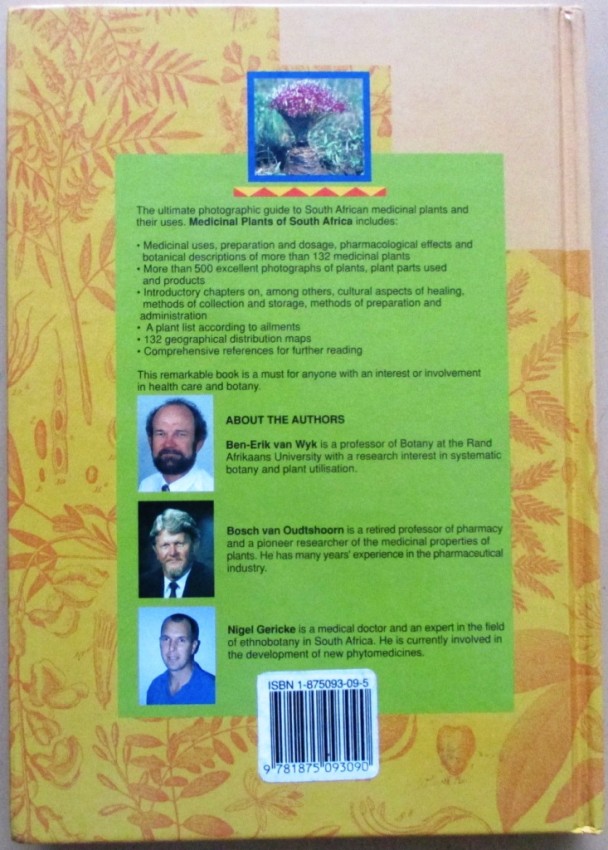 The ultimate photographic guide to South African medicinal plants and
their uses. Medicinal Plants of South Africa includes:
• Medicinal uses, preparation and dosage, pharmacological effects and
botanical descriptions of more than 132 medicinal plants
• More than 500 excellent photographs of plants, plant parts used
and products
• Introductory chapters on, among others, cultural aspects of healing,
methods of collection and storage, methods of preparation and
administration
• A plant list according to ailments
• 132 geographical distribution maps
• Comprehensive references for further reading
This remarkable book is a must for anyone with an interest or involvement
in health care and botany.
ABOUT THE AUTHORS
Ben-Erik van Wyk is a professor of Botany at the Rand
Afrikaans University with a research interest in systematic
botany and plant utilisation.
Bosch van Oudtshoorn is a retired professor of pharmacy
and a pioneer researcher of the medicinal properties of
plants. He has many years' experience in the pharmaceutical
industry.
Nigel Gericke is a medical doctor and an expert in the field
of ethnobotany in South Africa. He is currently involved in
the development of new phytomedicines.
ISBN 1-875093-09-5
9 781875 093090